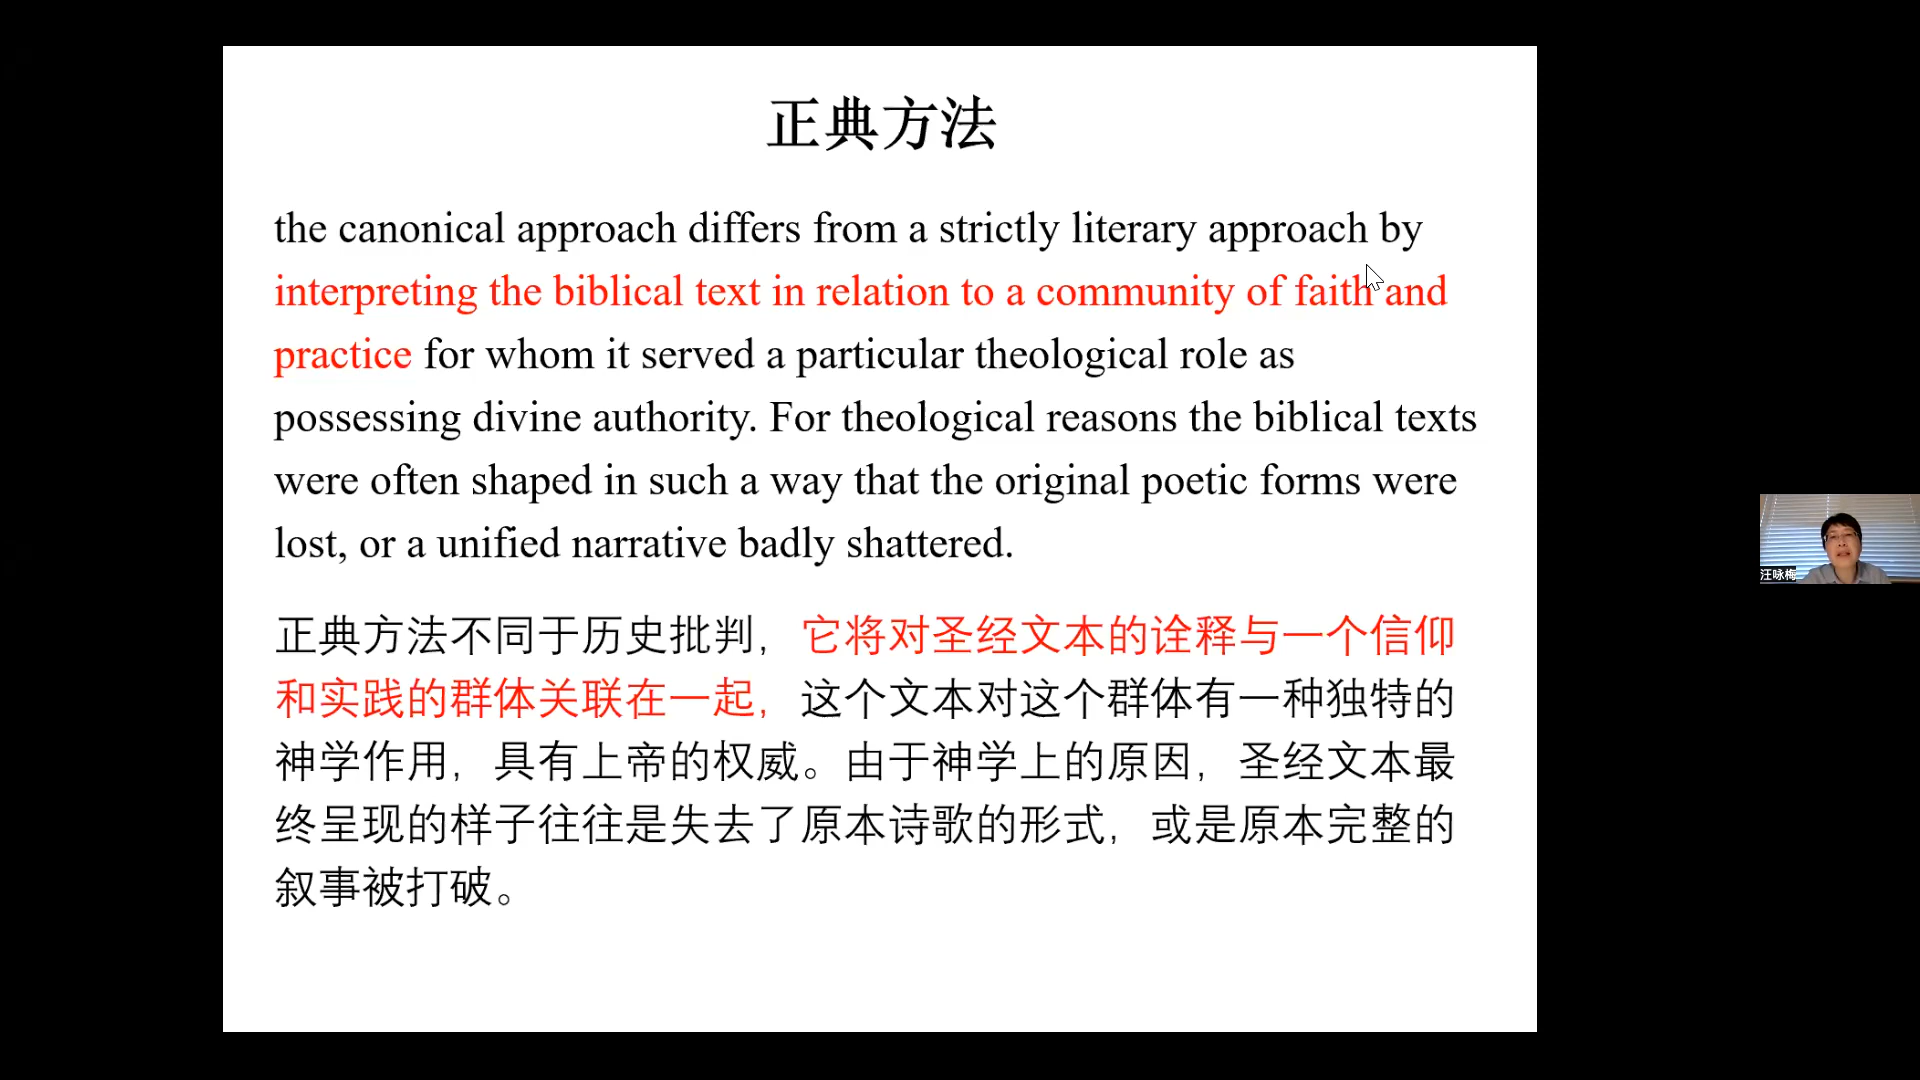 正典方法
the canonical approach differs from a strictly literary approach by
interpreting the biblical text in relation to a community of faith and
practice for whom it served a particular theological role as
possessing divine authority. For theological reasons the biblical texts
were often shaped in such a way that the original poetic forms were
lost, or a unified narrative badly shattered.
正典方法不同于历史批判，它将对圣经文本的诠释与一个信仰
和实践的群体关联在一起，这个文本对这个群体有一种独特的
神学作用，具有上帝的权威。由于神学上的原因，圣经文本最
终呈现的样子往往是失去了原本诗歌的形式，或是原本完整的
叙事被打破。
汪咏梅